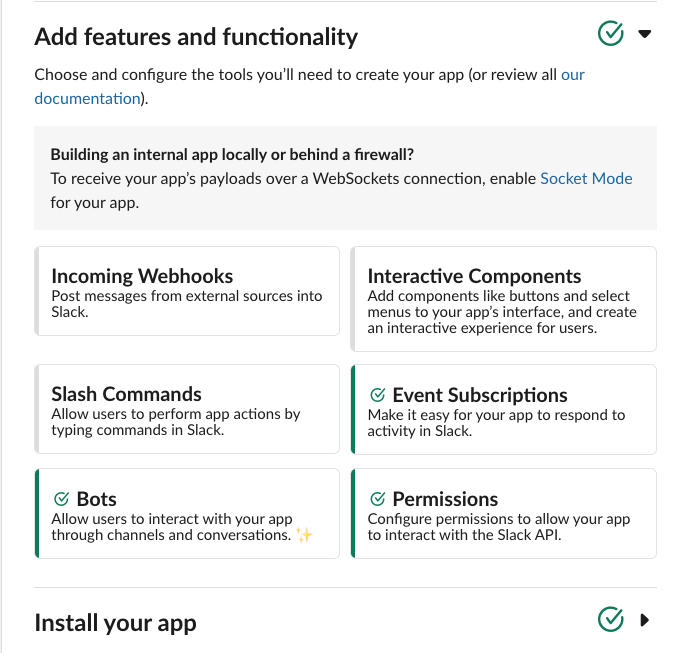 Add features and functionality
Choose and configure the tools you'll need to create your app (or review all our
documentation).
Building an internal app locally or behind a firewall?
To receive your app's payloads over a WebSockets connection, enable Socket Mode
for your app.
Incoming Webhooks
Post messages from external sources into
Slack.
Interactive Components
Add components like buttons and select
menus to your app's interface, and create
an interactive experience for users.
Slash Commands
Allow users to perform app actions by
typing commands in Slack.
Event Subscriptions
Make it easy for your app to respond to
activity in Slack.
Bots
Allow users to interact with your app
through channels and conversations. ✨
Permissions
Configure permissions to allow your app
to interact with the Slack API.
Install your app